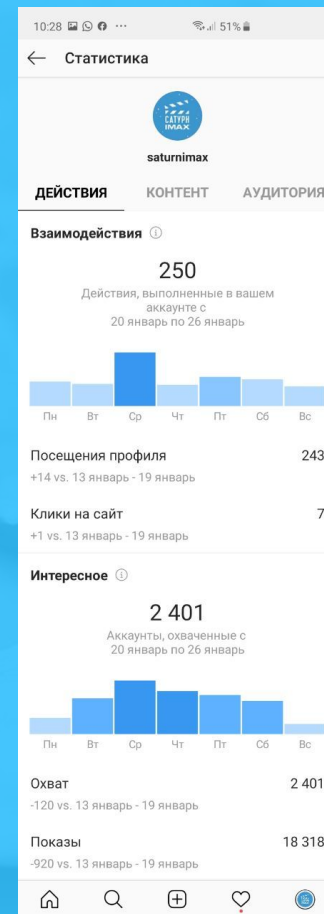 10:28 ... 51%
Статистика
САТУРН
IMAX
saturnimax
ДЕЙСТВИЯ КОНТЕНТ АУДИТОРИЯ
Взаимодействия
250
Действия, выполненные в вашем
аккаунте с
20 январь по 26 январь
Пн Вт Ср Чт Пт Сб Вс
Посещения профиля 243
+14 vs. 13 январь - 19 январь
Клики на сайт 7
+1 vs. 13 январь - 19 январь
Интересное
2 401
Аккаунты, охваченные с
20 январь по 26 январь
Пн Вт Ср Чт Пт Сб Вс
Охват 2 401
-120 vs. 13 январь - 19 январь
Показы 18 318
-920 vs. 13 январь - 19 январь